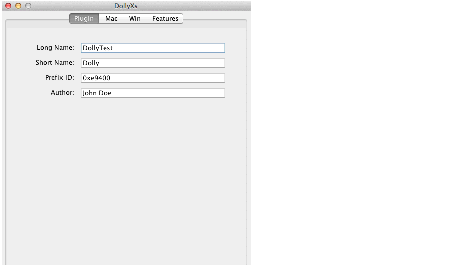 DollyXs
Plugin Mac Win Features
Long Name: DollyTest
Short Name: Dolly
Prefix ID: 0xe9400
Author: John Doe